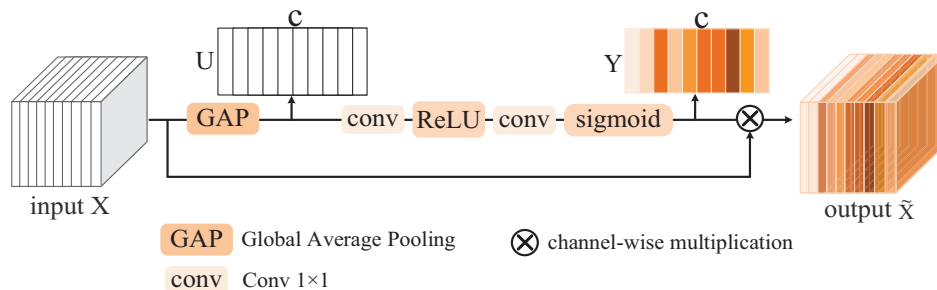 C
C
U
Y
GAP
conv
ReLU
conv
sigmoid
input X
output X̃
GAP Global Average Pooling
channel-wise multiplication
conv Conv 1×1